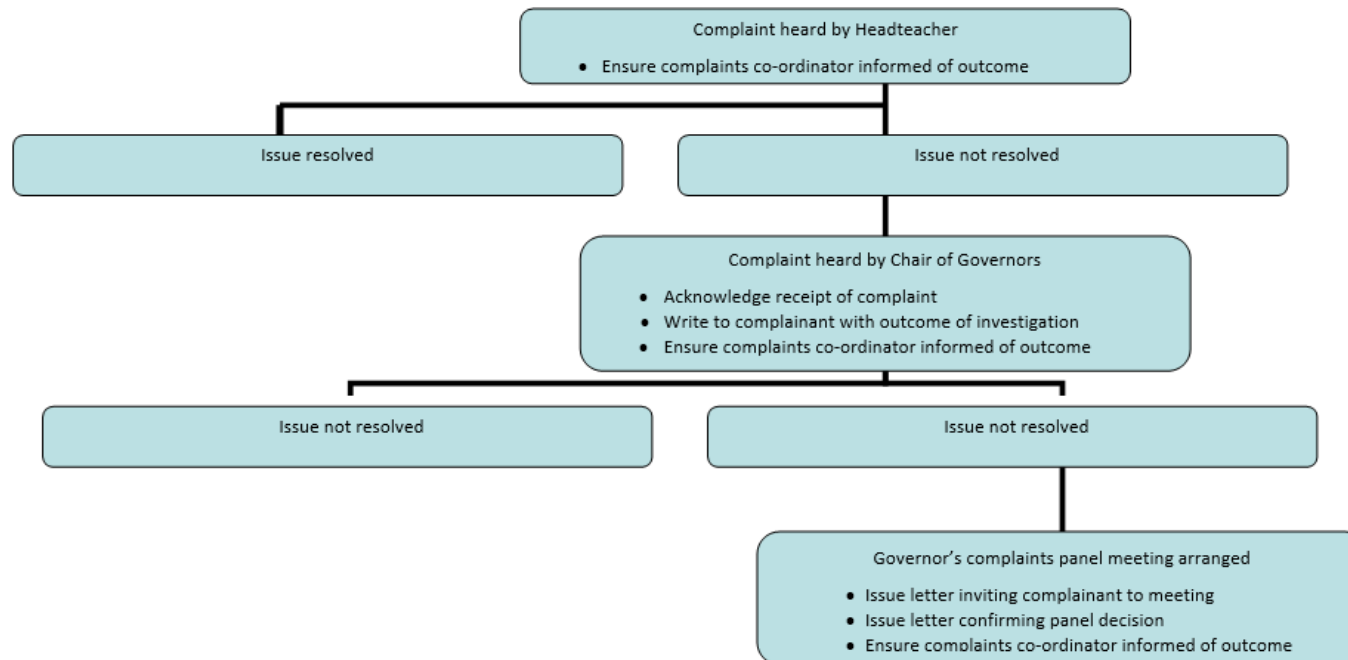 Complaint heard by Headteacher
• Ensure complaints co-ordinator informed of outcome
Issue resolved
Issue not resolved
Complaint heard by Chair of Governors
• Acknowledge receipt of complaint
• Write to complainant with outcome of investigation
• Ensure complaints co-ordinator informed of outcome
Issue not resolved
Issue not resolved
Governor’s complaints panel meeting arranged
• Issue letter inviting complainant to meeting
• Issue letter confirming panel decision
• Ensure complaints co-ordinator informed of outcome